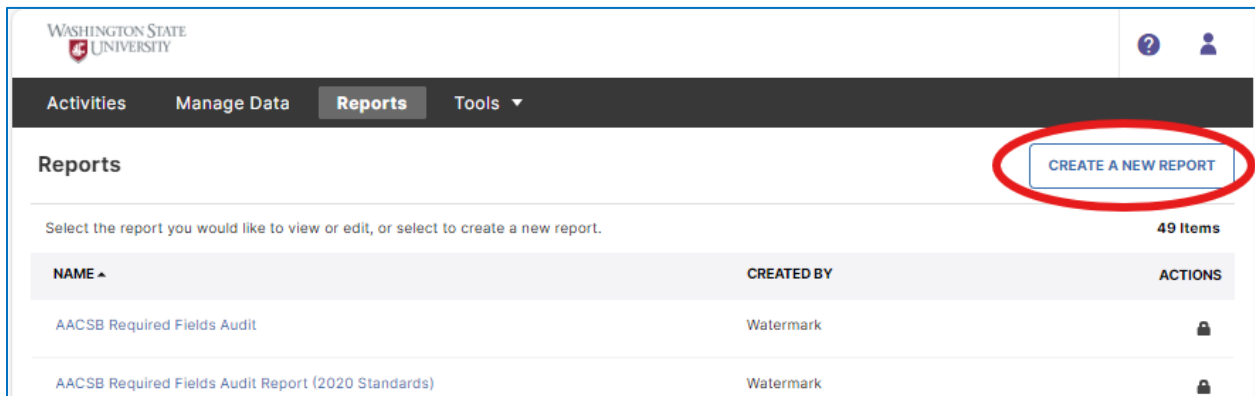 WASHINGTON STATE
UNIVERSITY
Activities Manage Data Reports Tools
Reports
CREATE A NEW REPORT
Select the report you would like to view or edit, or select to create a new report. 49 Items
NAME CREATED BY ACTIONS
AACSB Required Fields Audit Watermark
AACSB Required Fields Audit Report (2020 Standards) Watermark